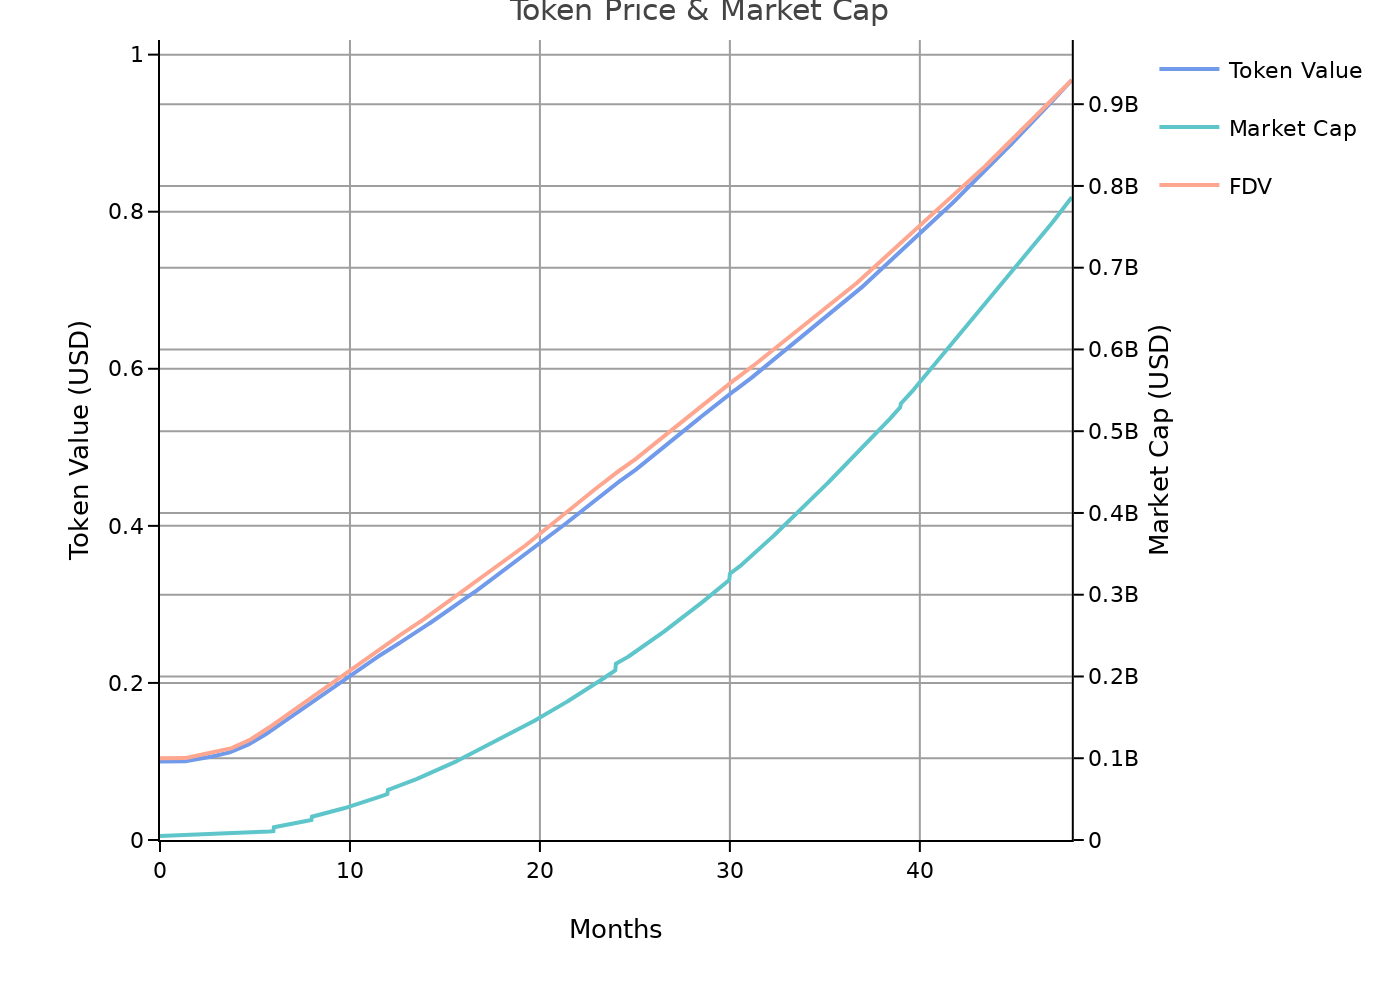 Token Price & Market Cap
Token Value (USD)
1
0.8
0.6
0.4
0.2
0
0.9B
0.8B
0.7B
0.6B
0.5B
0.4B
0.3B
0.2B
0.1B
0
Market Cap (USD)
Token Value
Market Cap
FDV
0 10 20 30 40
Months